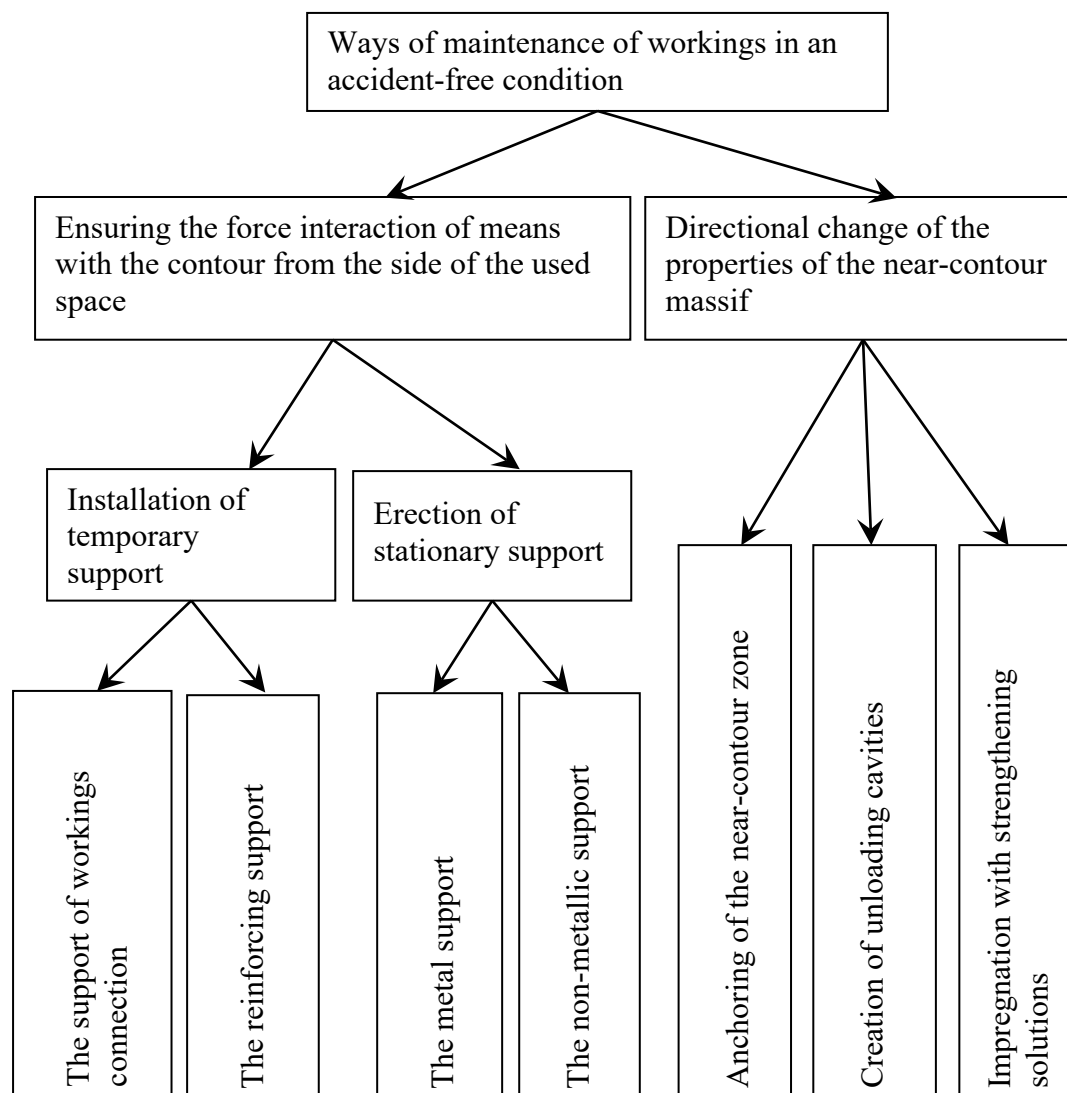 Ways of maintenance of workings in an
accident-free condition
Ensuring the force interaction of means
with the contour from the side of the used
space
Directional change of the
properties of the near-contour
massif
Installation of
temporary
support
Erection of
stationary support
The support of workings
connection
The reinforcing support
The metal support
The non-metallic support
Anchoring of the near-contour zone
Creation of unloading cavities
Impregnation with strengthening
solutions